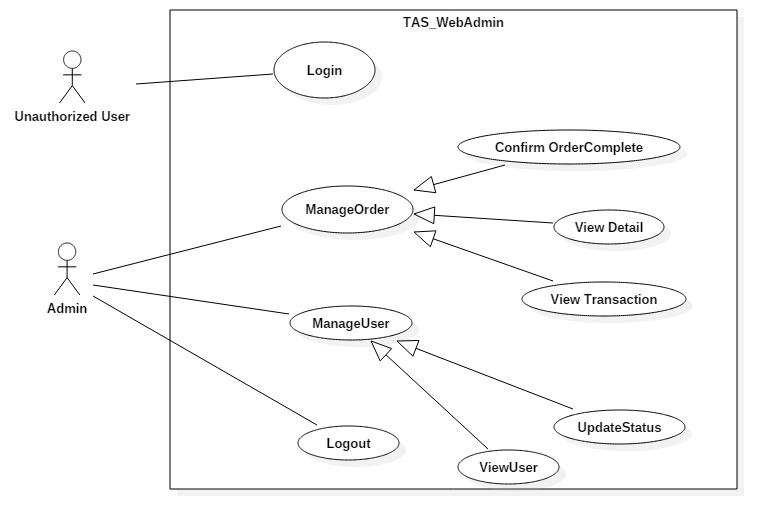 TAS_WebAdmin
Login
Unauthorized User
Confirm OrderComplete
ManageOrder
View Detail
Admin
View Transaction
ManageUser
UpdateStatus
Logout
ViewUser